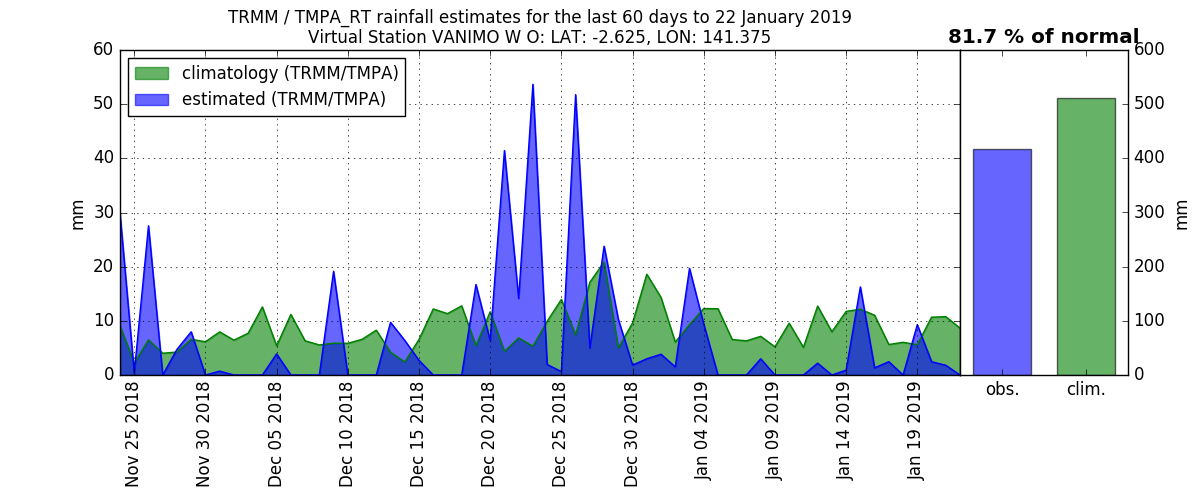 TRMM / TMPA_RT rainfall estimates for the last 60 days to 22 January 2019
Virtual Station VANIMO W O: LAT: -2.625, LON: 141.375
81.7 % of normal
climatology (TRMM/TMPA)
estimated (TRMM/TMPA)
60
50
40
30
20
10
0
mm
600
500
400
300
200
100
0
mm
Nov 25 2018
Nov 30 2018
Dec 05 2018
Dec 10 2018
Dec 15 2018
Dec 20 2018
Dec 25 2018
Dec 30 2018
Jan 04 2019
Jan 09 2019
Jan 14 2019
Jan 19 2019
obs.
clim.